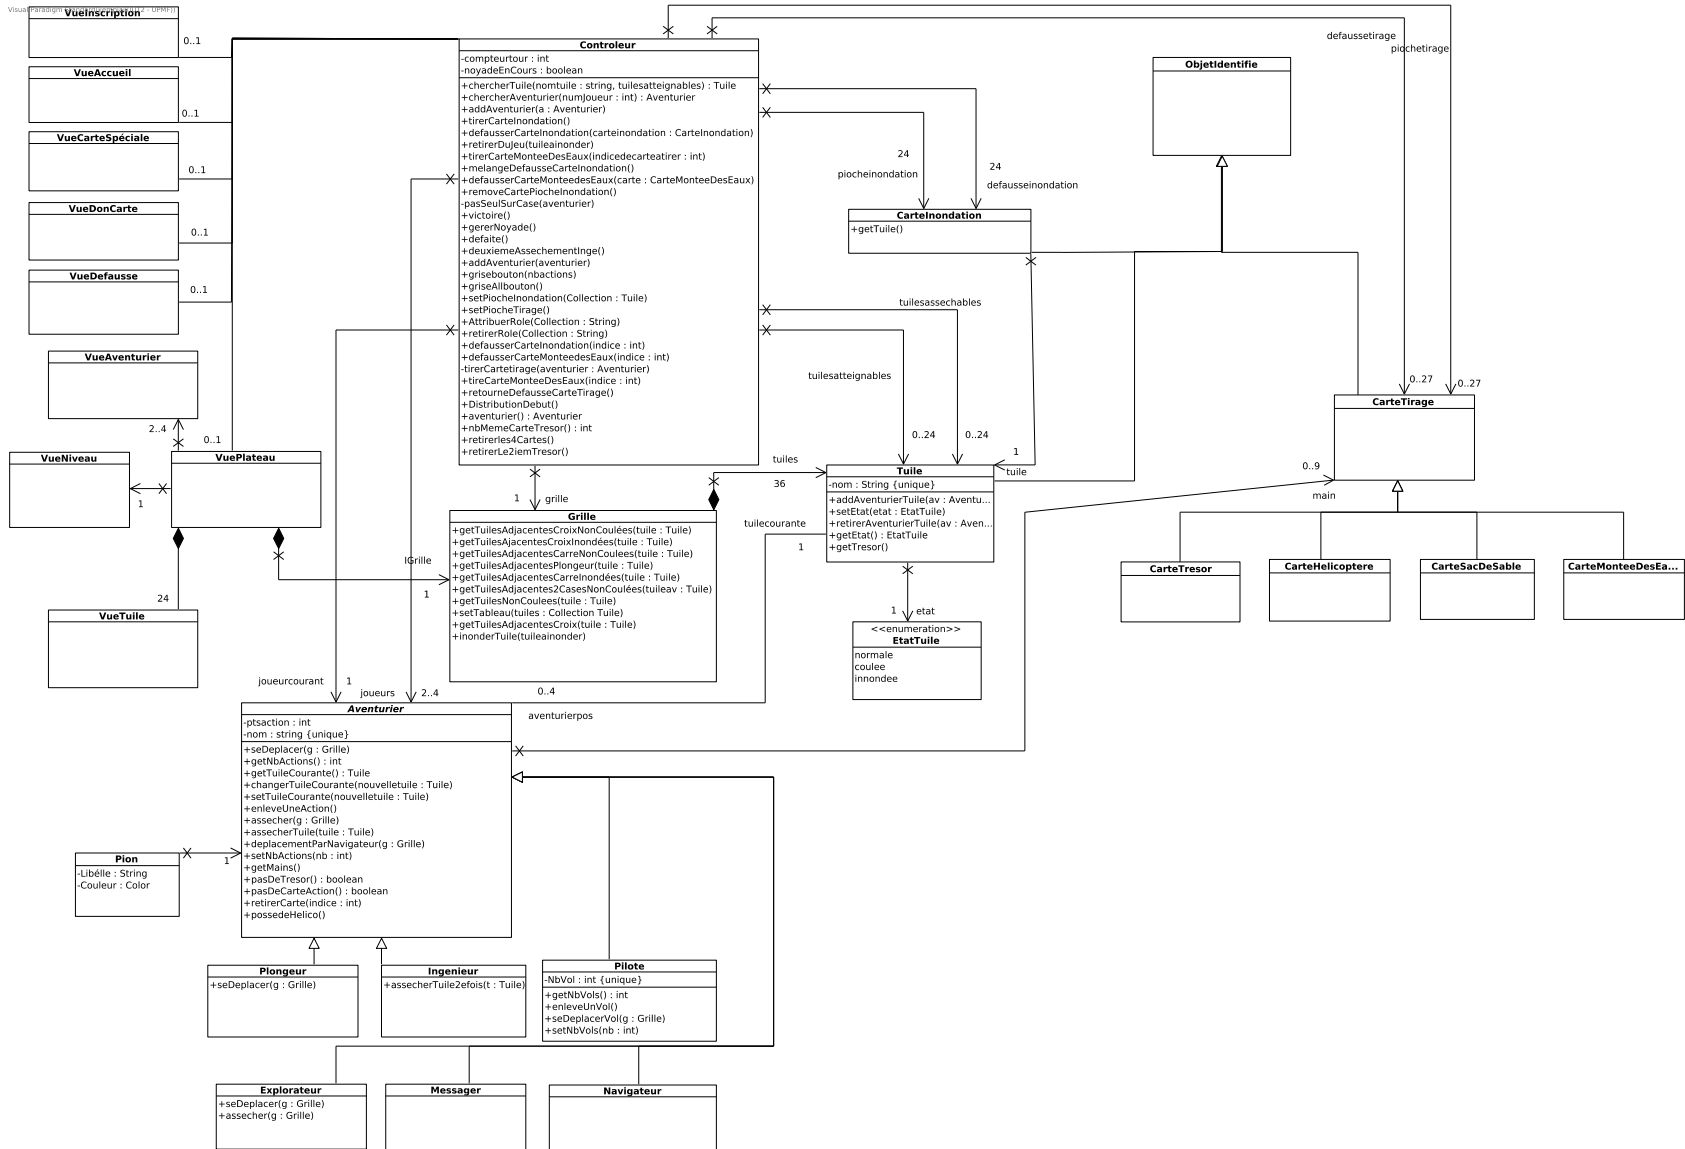 VueInscription
0..1
VueAccueil
0..1
VueCarteSpéciale
0..1
VueDonCarte
0..1
VueDefausse
0..1
VueAventurier
2..4
0..1
VueNiveau
1
VuePlateau
24
VueTuile
lGrille
1
Controleur
-compteurtour : int
-noyadeEnCours : boolean
+chercherTuile(nomtuile : string, tuilesatteignables) : Tuile
+chercherAventurier(numJoueur : int) : Aventurier
+addAventurier(a : Aventurier)
+tirerCarteInondation()
+defausserCarteInondation(carteinondation : CarteInondation)
+retirerDuJeu(tuileainonder)
+tirerCarteMonteeDesEaux(indicedecarteatirer : int)
+melangeDefausseCarteInondation()
+defausserCarteMonteedesEaux(carte : CarteMonteeDesEaux)
+removeCartePiocheInondation()
-pasSeulSurCase(aventurier)
+victoire()
+gererNoyade()
+defaite()
+deuxiemeAssechementInge()
+addAventurier(aventurier)
+grisebouton(nbactions)
+griseAllbouton()
+setPiocheInondation(Collection : Tuile)
+setPiocheTirage()
+AttribuerRole(Collection : String)
+retirerRole(Collection : String)
+defausserCarteInondation(indice : int)
+defausserCarteMonteedesEaux(indice : int)
-tirerCartetirage(aventurier : Aventurier)
+tireCarteMonteeDesEaux(indice : int)
+retourneDefausseCarteTirage()
+DistributionDebut()
+aventurier() : Aventurier
+nbMemeCarteTresor() : int
+retirerles4Cartes()
+retirerLe2iemTresor()
defaussetirage
piochetirage
ObjetIdentifie
24
piocheinondation
24
defausseinondation
CarteInondation
+getTuile()
tuilesassechables
tuilesatteignables
0..24
0..24
1
tuile
0..27
0..27
CarteTirage
0..9
main
CarteTresor
CarteHelicoptere
CarteSacDeSable
CarteMonteeDesEa...
1
grille
tuiles
36
Grille
+getTuilesAdjacentesCroixNonCoulées(tuile : Tuile)
+getTuilesAjacentesCroixInondées(tuile : Tuile)
+getTuilesAdjacentesCarreNonCoulees(tuile : Tuile)
+getTuilesAdjacentesPlongeur(tuile : Tuile)
+getTuilesAdjacentesCarreInondées(tuile : Tuile)
+getTuilesAdjacentes2CasesNonCoulées(tuileav : Tuile)
+getTuilesNonCoulees(tuile : Tuile)
+setTableau(tuiles : Collection Tuile)
+getTuilesAdjacentesCroix(tuile : Tuile)
+inonderTuile(tuileainonder)
Tuile
-nom : String {unique}
+addAventurierTuile(av : Aventu...
+setEtat(etat : EtatTuile)
+retirerAventurierTuile(av : Aven...
+getEtat() : EtatTuile
+getTresor()
tuilecourante
1
1
etat
<<enumeration>>
EtatTuile
normale
coulee
innondee
joueurcourant
1
joueurs
2..4
0..4
aventurierpos
Aventurier
-ptsaction : int
-nom : string {unique}
+seDeplacer(g : Grille)
+getNbActions() : int
+getTuileCourante() : Tuile
+changerTuileCourante(nouvelletuile : Tuile)
+setTuileCourante(nouvelletuile : Tuile)
+enleveUneAction()
+assecher(g : Grille)
+assecherTuile(tuile : Tuile)
+deplacementParNavigateur(g : Grille)
+setNbActions(nb : int)
+getMains()
+pasDeTresor() : boolean
+pasDeCarteAction() : boolean
+retirerCarte(indice : int)
+possedeHelico()
Pion
-Libélle : String
-Couleur : Color
1
Plongeur
+seDeplacer(g : Grille)
Ingenieur
+assecherTuile2efois(t : Tuile)
Pilote
-NbVol : int {unique}
+getNbVols() : int
+enleveUnVol()
+seDeplacerVol(g : Grille)
+setNbVols(nb : int)
Explorateur
+seDeplacer(g : Grille)
+assecher(g : Grille)
Messager
Navigateur